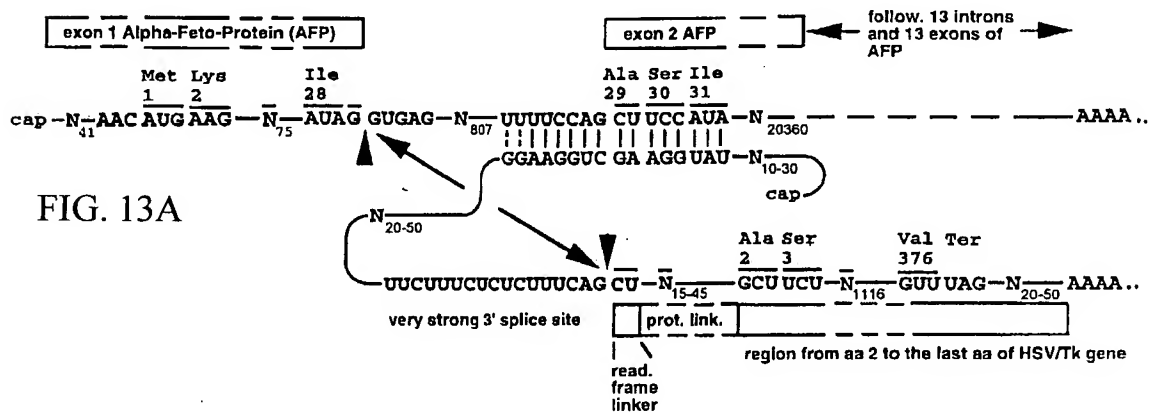 exon 1 Alpha-Feto-Protein (AFP)
exon 2 AFP
follow. 13 introns
and 13 exons of
AFP
Met Lys Ile Ala Ser Ile
1 2 28 29 30 31
cap-N41-AAC AUG AAG-N75-AUAG GUGAG-N807-UUUUCCAG CU UCC AUA-N20360 AAAA..
GGAAGGUC GA AGG UAU-N10-30
cap
FIG. 13A
N20-50
Ala Ser Val Ter
2 3 376
UUCUUUCUCUCUUUCAG CU N15-45 GCU UCU-N1116-GUU UAG-N20-50 AAAA..
very strong 3' splice site
prot. link.
region from aa 2 to the last aa of HSV/Tk gene
read.
frame
linker